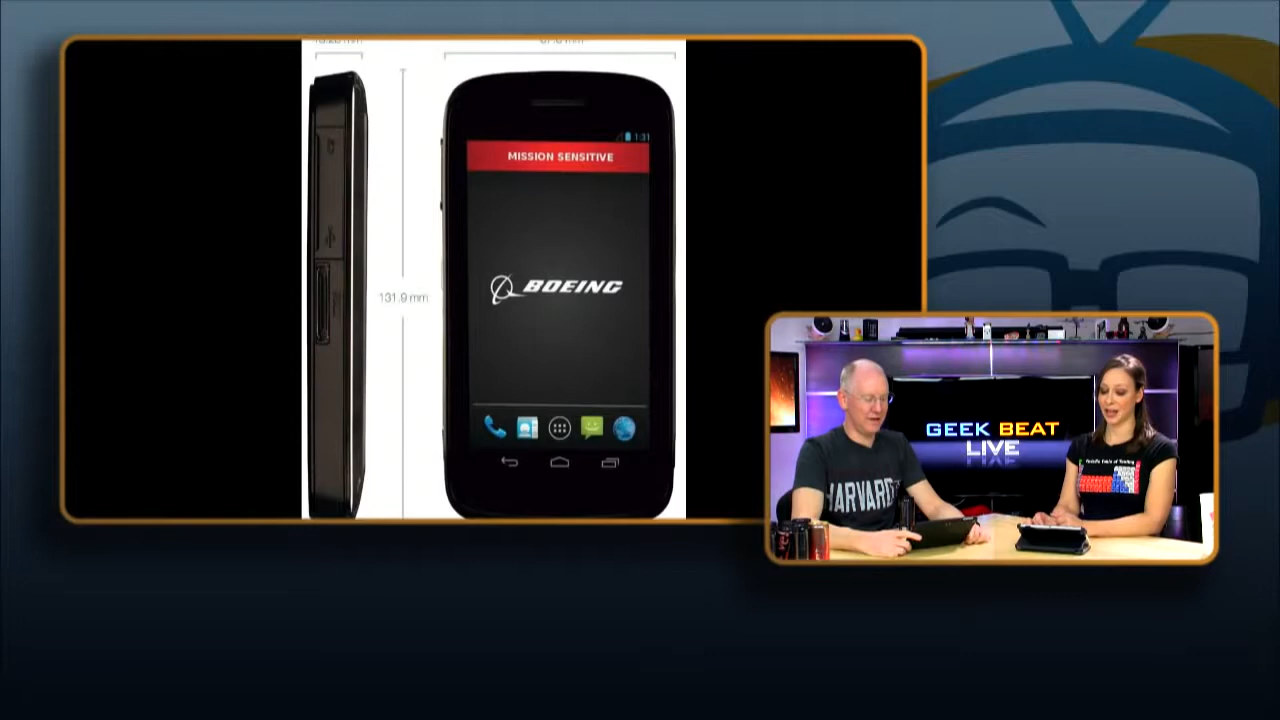 1:31
MISSION SENSITIVE
131.9 mm
BOEING
GEEK BEAT
LIVE
HARVARD